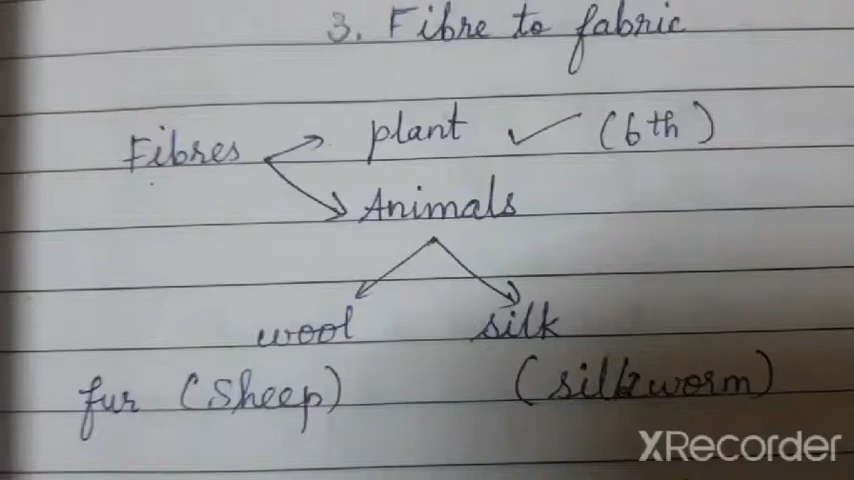 3. Fibre to fabric
Fibres plant ✓ (6th)
Animals
wool silk
fur (Sheep) (silkworm)
XRecorder